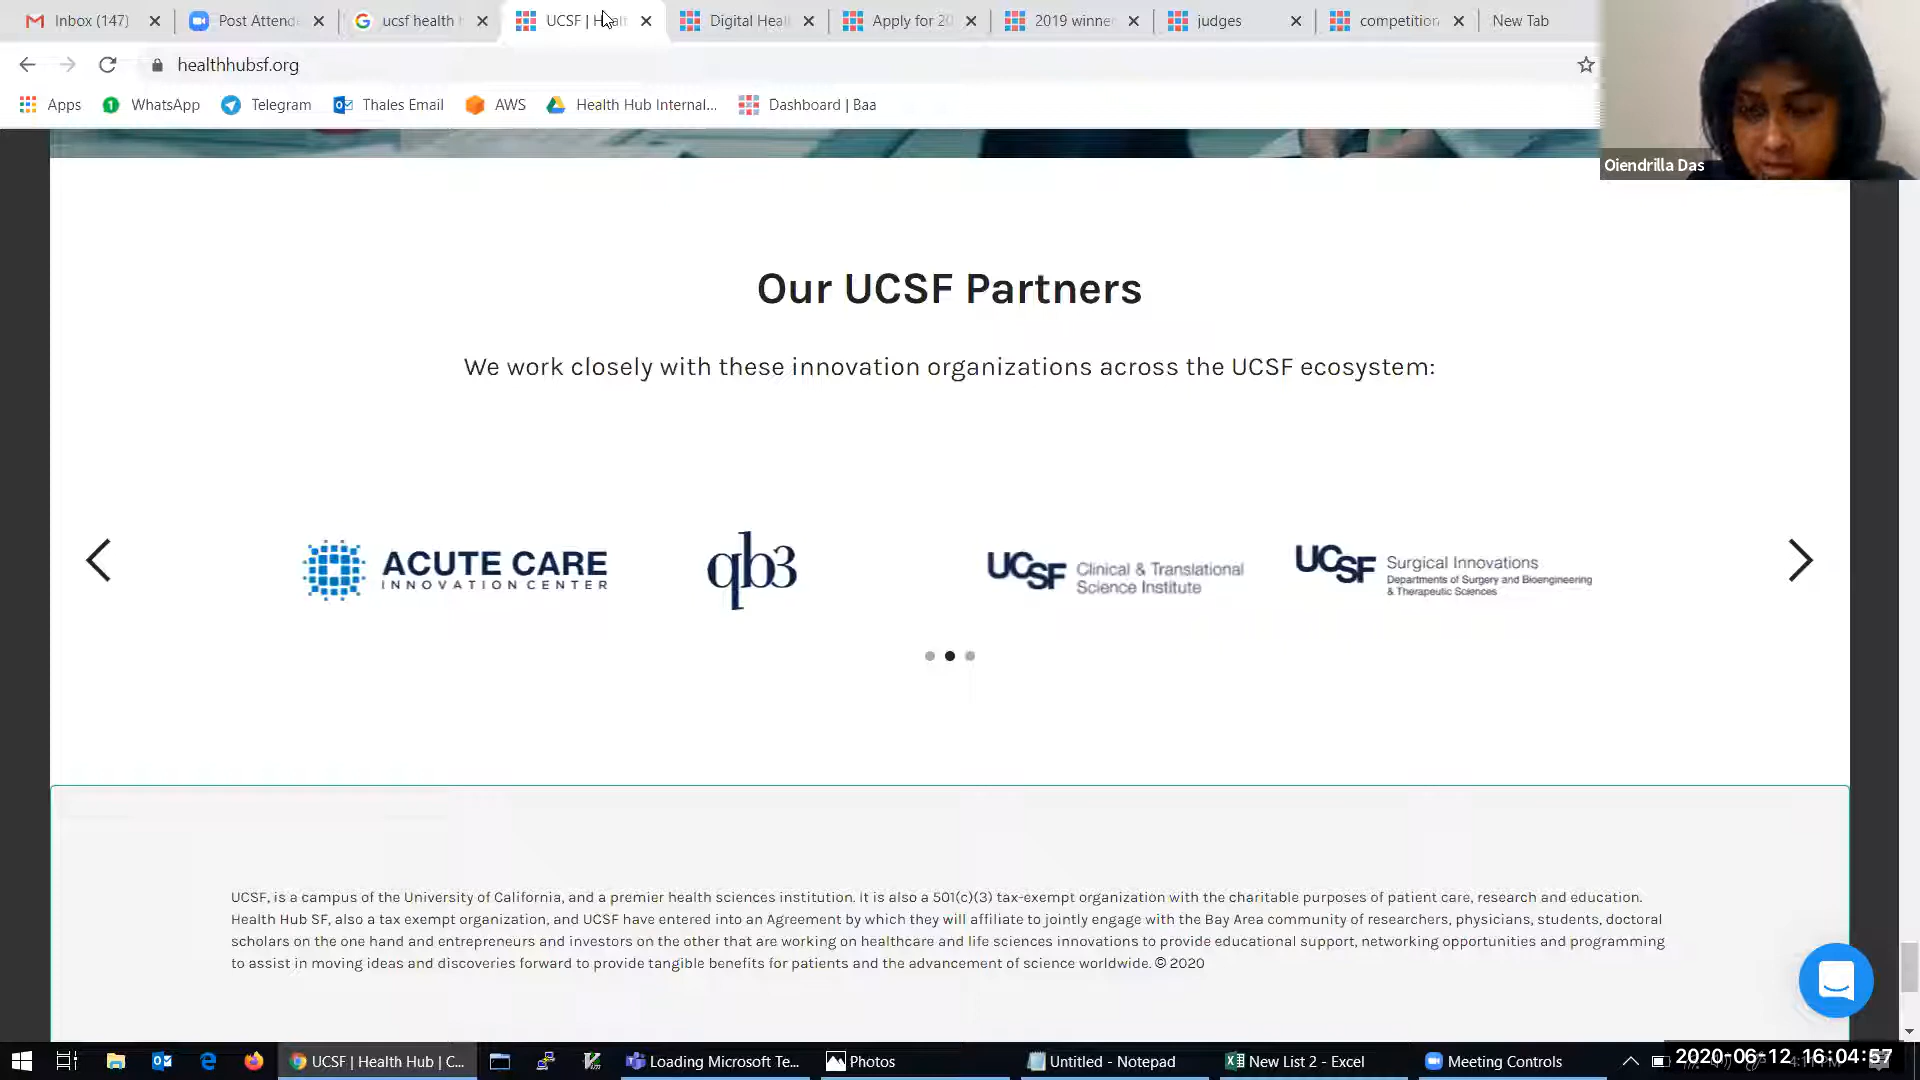 Inbox (147)
Post Attend
ucsf health
UCSF | Healt
Digital Heal
Apply for 20
2019 winne
judges
competition
New Tab
healthhubsf.org
Apps
WhatsApp
Telegram
Thales Email
AWS
Health Hub Internal...
Dashboard | Baa
Oiendrilla Das
Our UCSF Partners
We work closely with these innovation organizations across the UCSF ecosystem:
ACUTE CARE
INNOVATION CENTER
qb3
UCSF Clinical & Translational
Science Institute
UCSF Surgical Innovations
Departments of Surgery and Bioengineering
& Therapeutic Sciences
UCSF, is a campus of the University of California, and a premier health sciences institution. It is also a 501(c)(3) tax-exempt organization with the charitable purposes of patient care, research and education.
Health Hub SF, also a tax exempt organization, and UCSF have entered into an Agreement by which they will affiliate to jointly engage with the Bay Area community of researchers, physicians, students, doctoral
scholars on the one hand and entrepreneurs and investors on the other that are working on healthcare and life sciences innovations to provide educational support, networking opportunities and programming
to assist in moving ideas and discoveries forward to provide tangible benefits for patients and the advancement of science worldwide. © 2020
UCSF | Health Hub | C...
Loading Microsoft Te...
Photos
Untitled - Notepad
New List 2 - Excel
Meeting Controls
2020-06-12 16:04:57